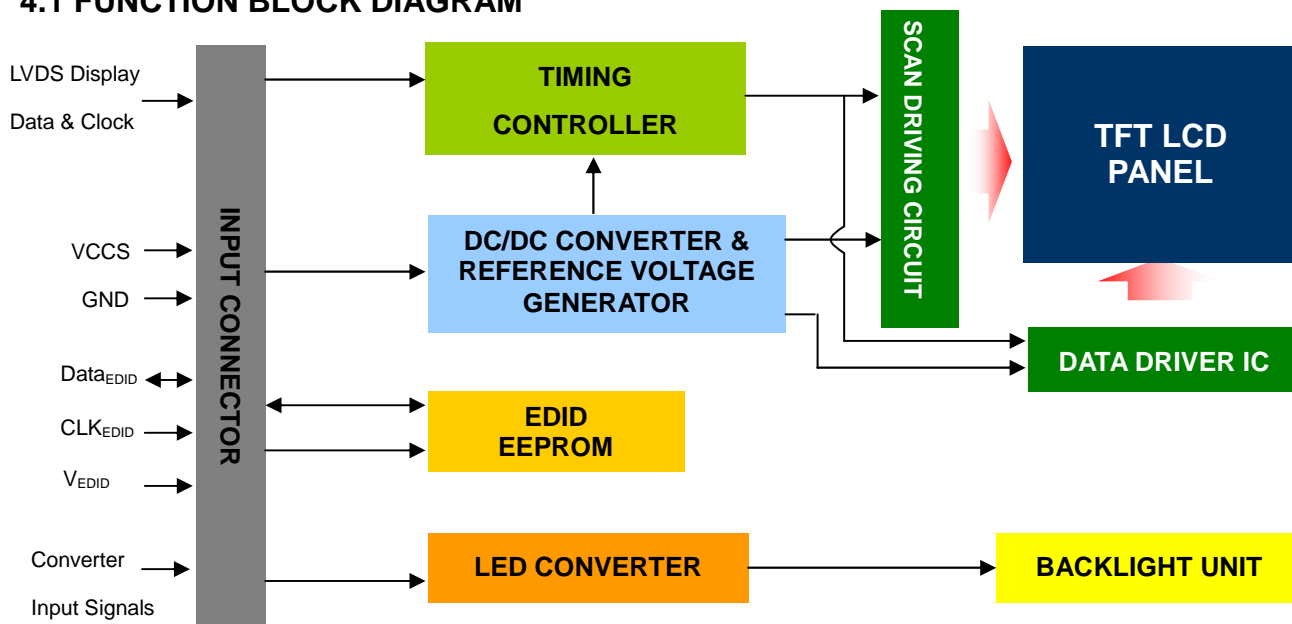 4.1 FUNCTION BLOCK DIAGRAM
LVDS Display
Data & Clock
VCCS
GND
DataEDID
CLKEDID
VEDID
Converter
Input Signals
INPUT CONNECTOR
TIMING
CONTROLLER
DC/DC CONVERTER &
REFERENCE VOLTAGE
GENERATOR
EDID
EEPROM
LED CONVERTER
SCAN DRIVING CIRCUIT
TFT LCD
PANEL
DATA DRIVER IC
BACKLIGHT UNIT